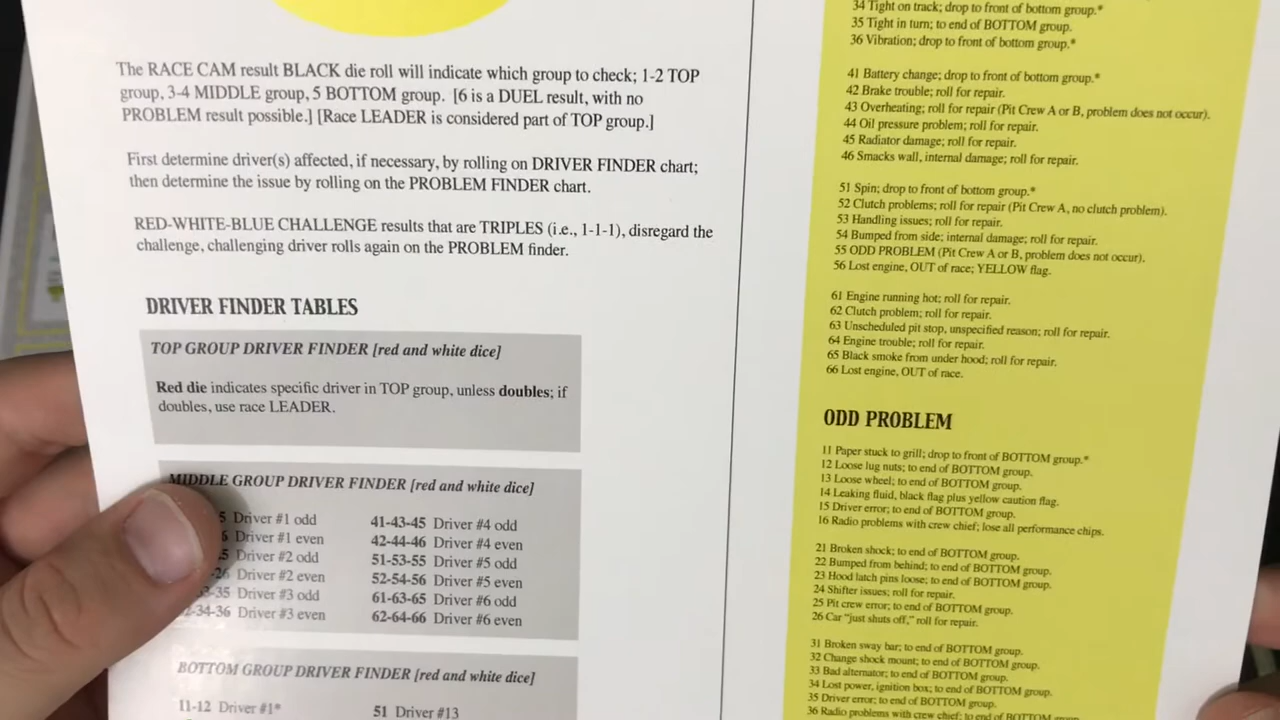 The RACE CAM result BLACK die roll will indicate which group to check; 1-2 TOP
group, 3-4 MIDDLE group, 5 BOTTOM group. [6 is a DUEL result, with no
PROBLEM result possible.] [Race LEADER is considered part of TOP group.]
First determine driver(s) affected, if necessary, by rolling on DRIVER FINDER chart;
then determine the issue by rolling on the PROBLEM FINDER chart.
RED-WHITE-BLUE CHALLENGE results that are TRIPLES (i.e., 1-1-1), disregard the
challenge, challenging driver rolls again on the PROBLEM finder.
DRIVER FINDER TABLES
TOP GROUP DRIVER FINDER [red and white dice]
Red die indicates specific driver in TOP group, unless doubles; if
doubles, use race LEADER.
MIDDLE GROUP DRIVER FINDER [red and white dice]
5 Driver #1 odd
6 Driver #1 even
5 Driver #2 odd
-26 Driver #2 even
-35 Driver #3 odd
-34-36 Driver #3 even
41-43-45 Driver #4 odd
42-44-46 Driver #4 even
51-53-55 Driver #5 odd
52-54-56 Driver #5 even
61-63-65 Driver #6 odd
62-64-66 Driver #6 even
BOTTOM GROUP DRIVER FINDER [red and white dice]
11-12 Driver #1*
51 Driver #13
34 Tight on track; drop to front of bottom group.*
35 Tight in turn; to end of BOTTOM group.
36 Vibration; drop to front of bottom group.*
41 Battery change; drop to front of bottom group.*
42 Brake trouble; roll for repair.
43 Overheating; roll for repair (Pit Crew A or B, problem does not occur).
44 Oil pressure problem; roll for repair.
45 Radiator damage; roll for repair.
46 Smacks wall, internal damage; roll for repair.
51 Spin; drop to front of bottom group.*
52 Clutch problems; roll for repair (Pit Crew A, no clutch problem).
53 Handling issues; roll for repair.
54 Bumped from side; internal damage; roll for repair.
55 ODD PROBLEM (Pit Crew A or B, problem does not occur).
56 Lost engine, OUT of race; YELLOW flag.
61 Engine running hot; roll for repair.
62 Clutch problem; roll for repair.
63 Unscheduled pit stop, unspecified reason; roll for repair.
64 Engine trouble; roll for repair.
65 Black smoke from under hood; roll for repair.
66 Lost engine, OUT of race.
ODD PROBLEM
11 Paper stuck to grill; drop to front of BOTTOM group.*
12 Loose lug nuts; to end of BOTTOM group.
13 Loose wheel; to end of BOTTOM group.
14 Leaking fluid, black flag plus yellow caution flag.
15 Driver error; to end of BOTTOM group.
16 Radio problems with crew chief; lose all performance chips.
21 Broken shock; to end of BOTTOM group.
22 Bumped from behind; to end of BOTTOM group.
23 Hood latch pins loose; to end of BOTTOM group.
24 Shifter issues; roll for repair.
25 Pit crew error; to end of BOTTOM group.
26 Car “just shuts off,” roll for repair.
31 Broken sway bar; to end of BOTTOM group.
32 Change shock mount; to end of BOTTOM group.
33 Bad alternator; to end of BOTTOM group.
34 Lost power, ignition box; to end of BOTTOM group.
35 Driver error; to end of BOTTOM group.
36 Radio problems with crew chief; to end of BOTTOM group